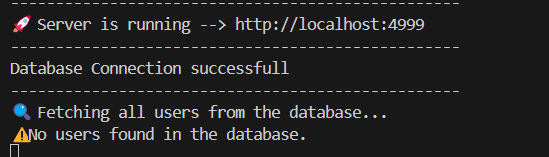 --------------------------------------------------
🚀 Server is running --> http://localhost:4999
--------------------------------------------------
Database Connection successfull
--------------------------------------------------
🔍 Fetching all users from the database...
⚠️No users found in the database.